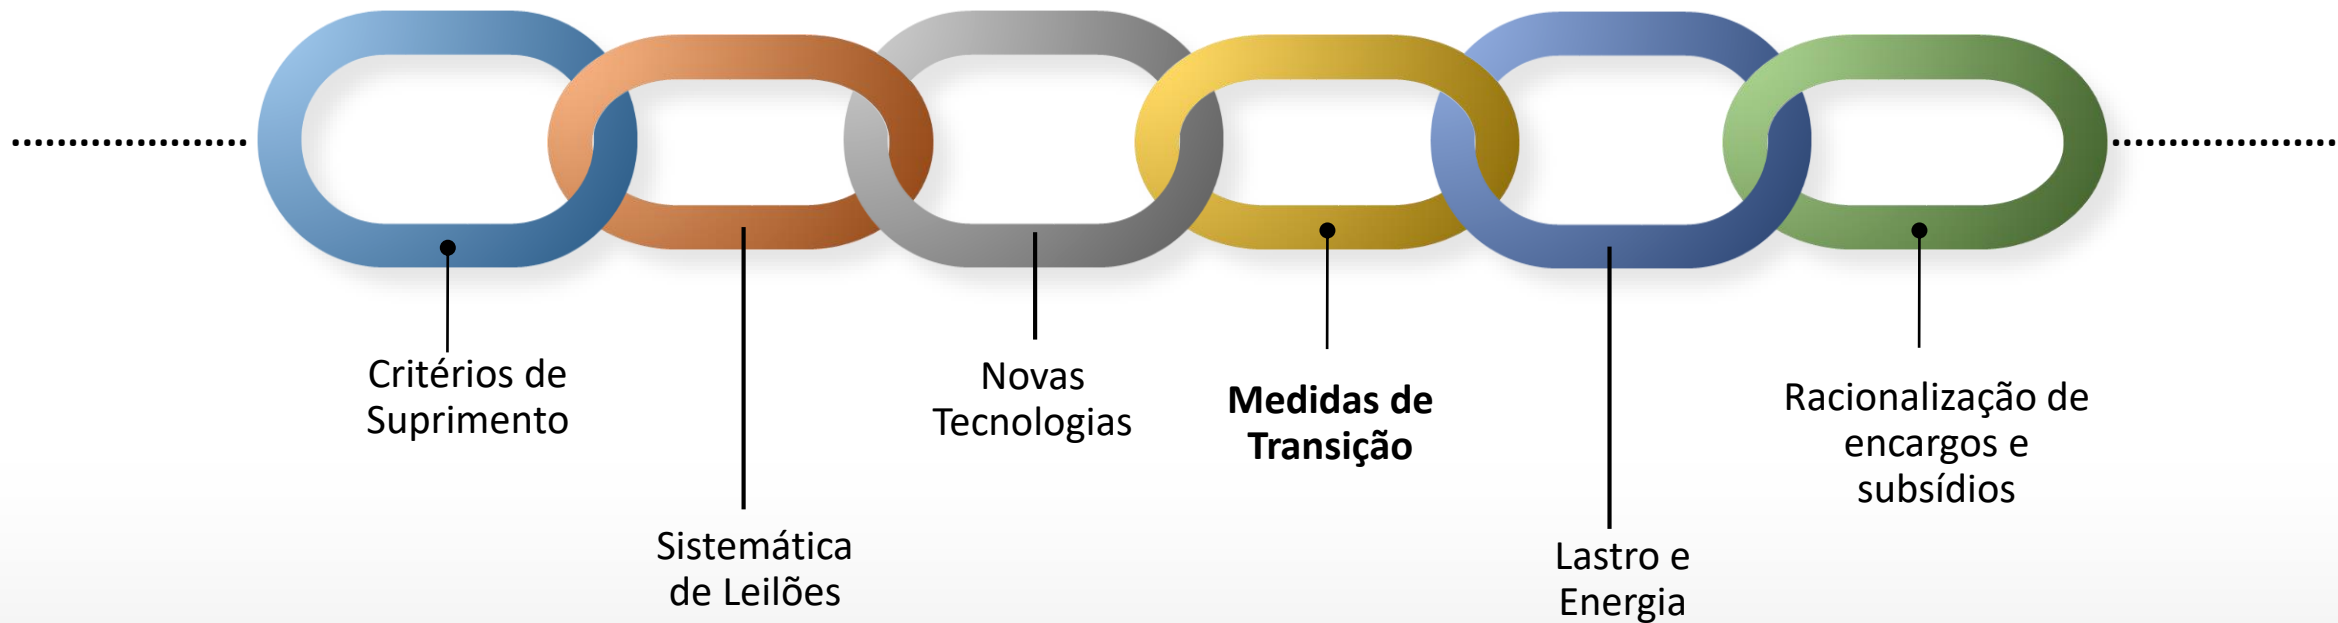 Critérios de
Suprimento
Sistemática
de Leilões
Novas
Tecnologias
Medidas de
Transição
Lastro e
Energia
Racionalização de
encargos e
subsídios